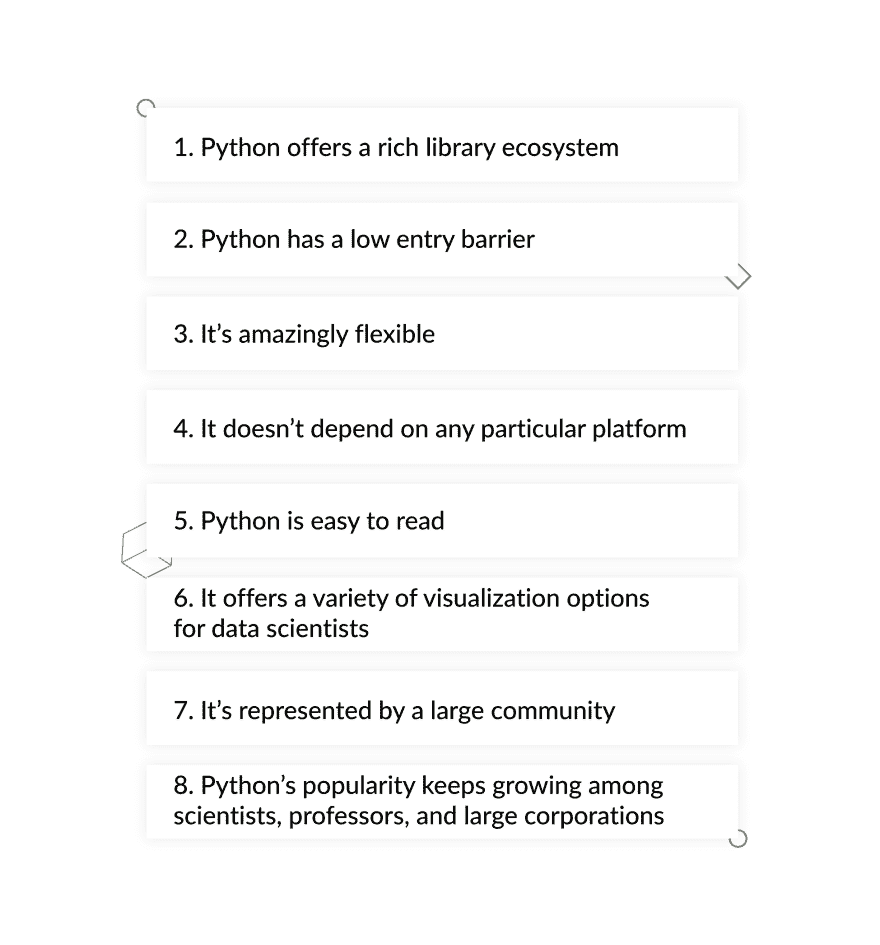 1. Python offers a rich library ecosystem
2. Python has a low entry barrier
3. It’s amazingly flexible
4. It doesn’t depend on any particular platform
5. Python is easy to read
6. It offers a variety of visualization options
for data scientists
7. It’s represented by a large community
8. Python’s popularity keeps growing among
scientists, professors, and large corporations